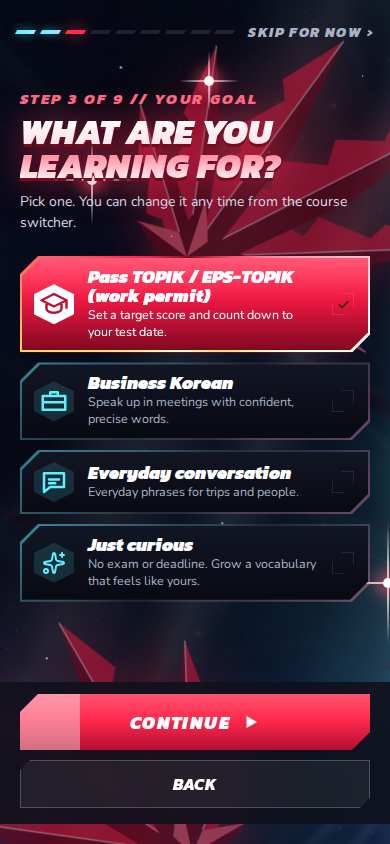 SKIP FOR NOW >
STEP 3 OF 9 // YOUR GOAL
WHAT ARE YOU
LEARNING FOR?
Pick one. You can change it any time from the course
switcher.
Pass TOPIK / EPS-TOPIK
(work permit)
Set a target score and count down to
your test date.
Business Korean
Speak up in meetings with confident,
precise words.
Everyday conversation
Everyday phrases for trips and people.
Just curious
No exam or deadline. Grow a vocabulary
that feels like yours.
CONTINUE
BACK